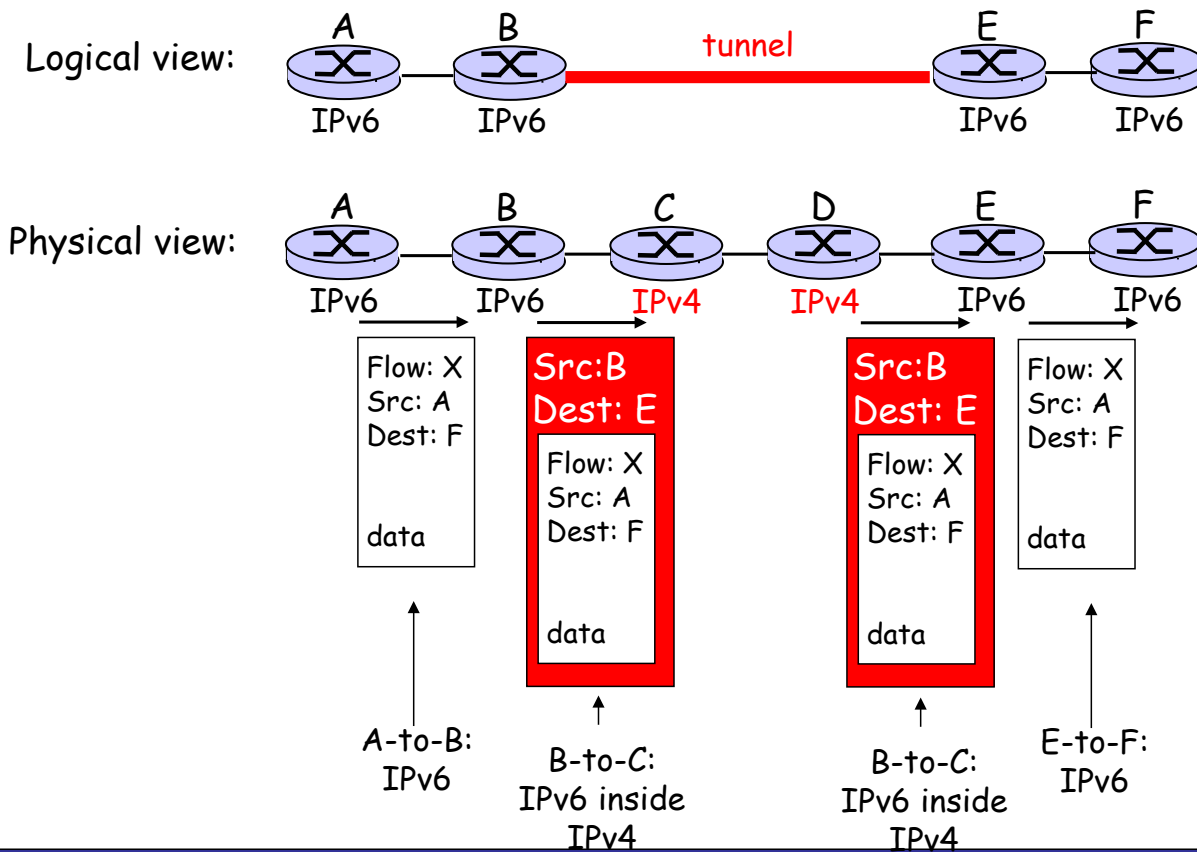 Logical view:
A
B
tunnel
E
F
IPv6
IPv6
IPv6
IPv6
Physical view:
A
B
C
D
E
F
IPv6
IPv6
IPv4
IPv4
IPv6
IPv6
Flow: X
Src: A
Dest: F
data
Src:B
Dest: E
Flow: X
Src: A
Dest: F
data
Src:B
Dest: E
Flow: X
Src: A
Dest: F
data
Flow: X
Src: A
Dest: F
data
A-to-B:
IPv6
B-to-C:
IPv6 inside
IPv4
B-to-C:
IPv6 inside
IPv4
E-to-F:
IPv6